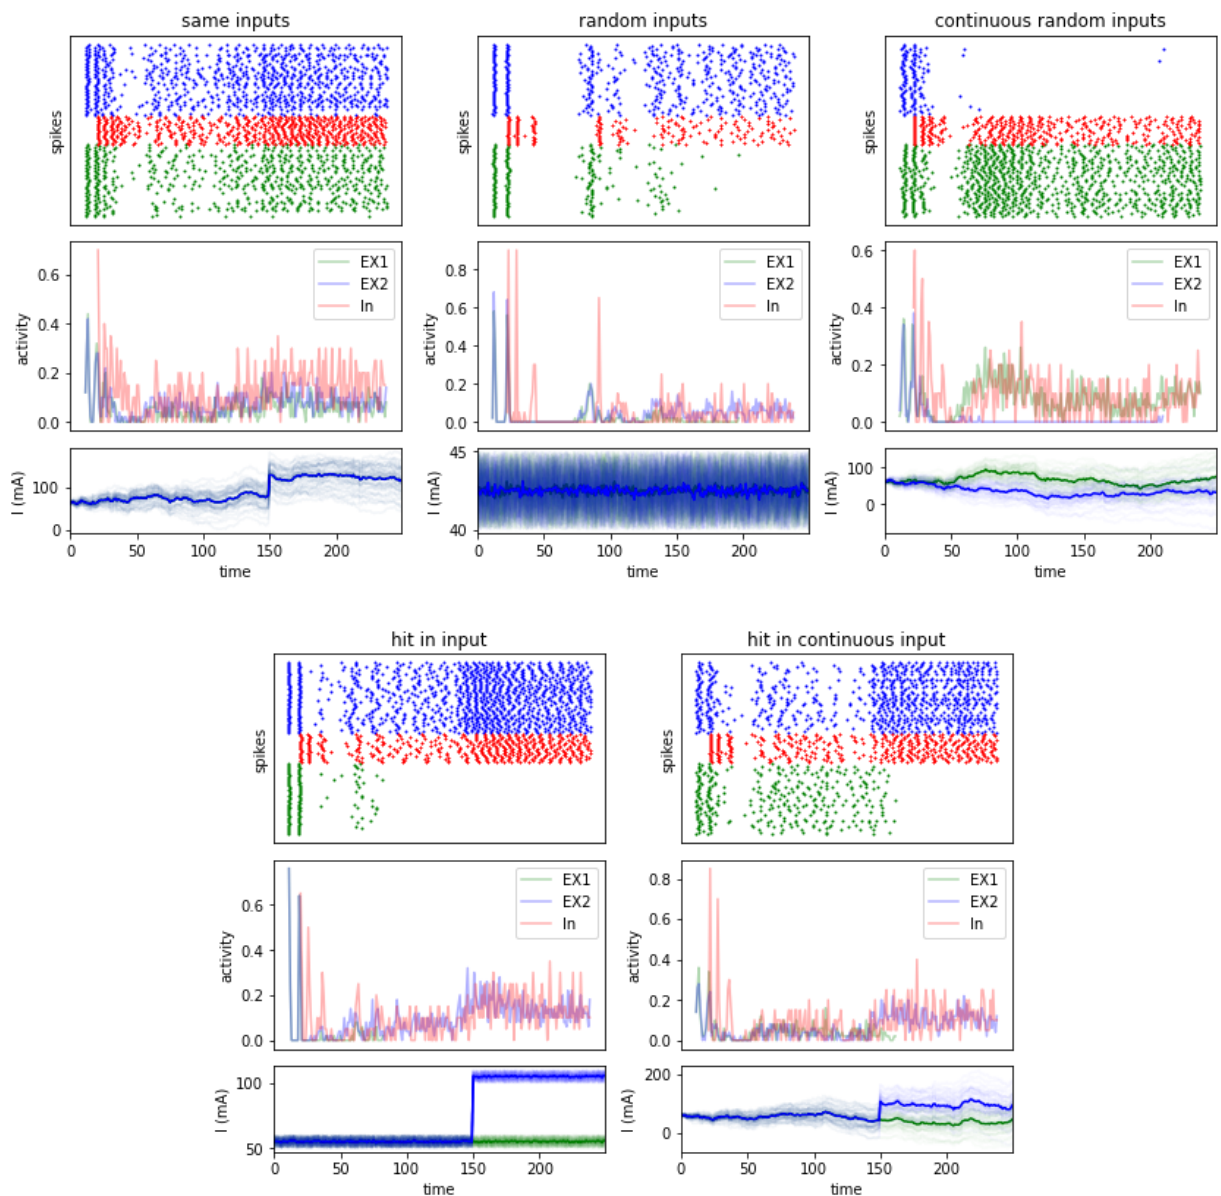 same inputs
random inputs
continuous random inputs
spikes
spikes
spikes
0.6
0.4
0.2
0.0
activity
EX1
EX2
In
0.8
0.6
0.4
0.2
0.0
activity
EX1
EX2
In
0.6
0.4
0.2
0.0
activity
EX1
EX2
In
100
0
I (mA)
0 50 100 150 200
time
45
40
I (mA)
0 50 100 150 200
time
100
0
I (mA)
0 50 100 150 200
time
hit in input
hit in continuous input
spikes
spikes
0.6
0.4
0.2
0.0
activity
EX1
EX2
In
0.8
0.6
0.4
0.2
0.0
activity
EX1
EX2
In
100
50
I (mA)
0 50 100 150 200
time
200
0
I (mA)
0 50 100 150 200
time